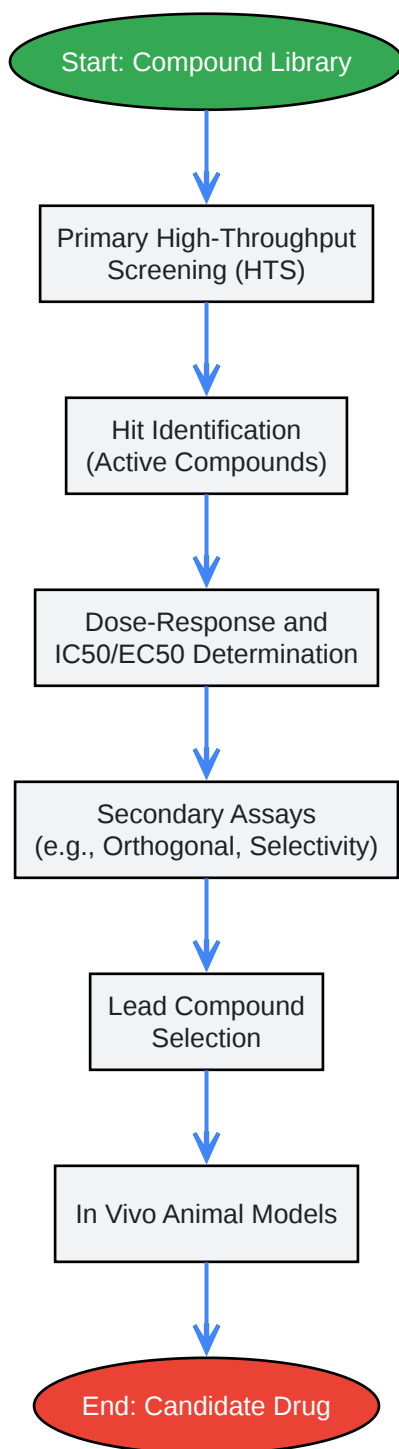 Start: Compound Library
Primary High-Throughput
Screening (HTS)
Hit Identification
(Active Compounds)
Dose-Response and
IC50/EC50 Determination
Secondary Assays
(e.g., Orthogonal, Selectivity)
Lead Compound
Selection
In Vivo Animal Models
End: Candidate Drug